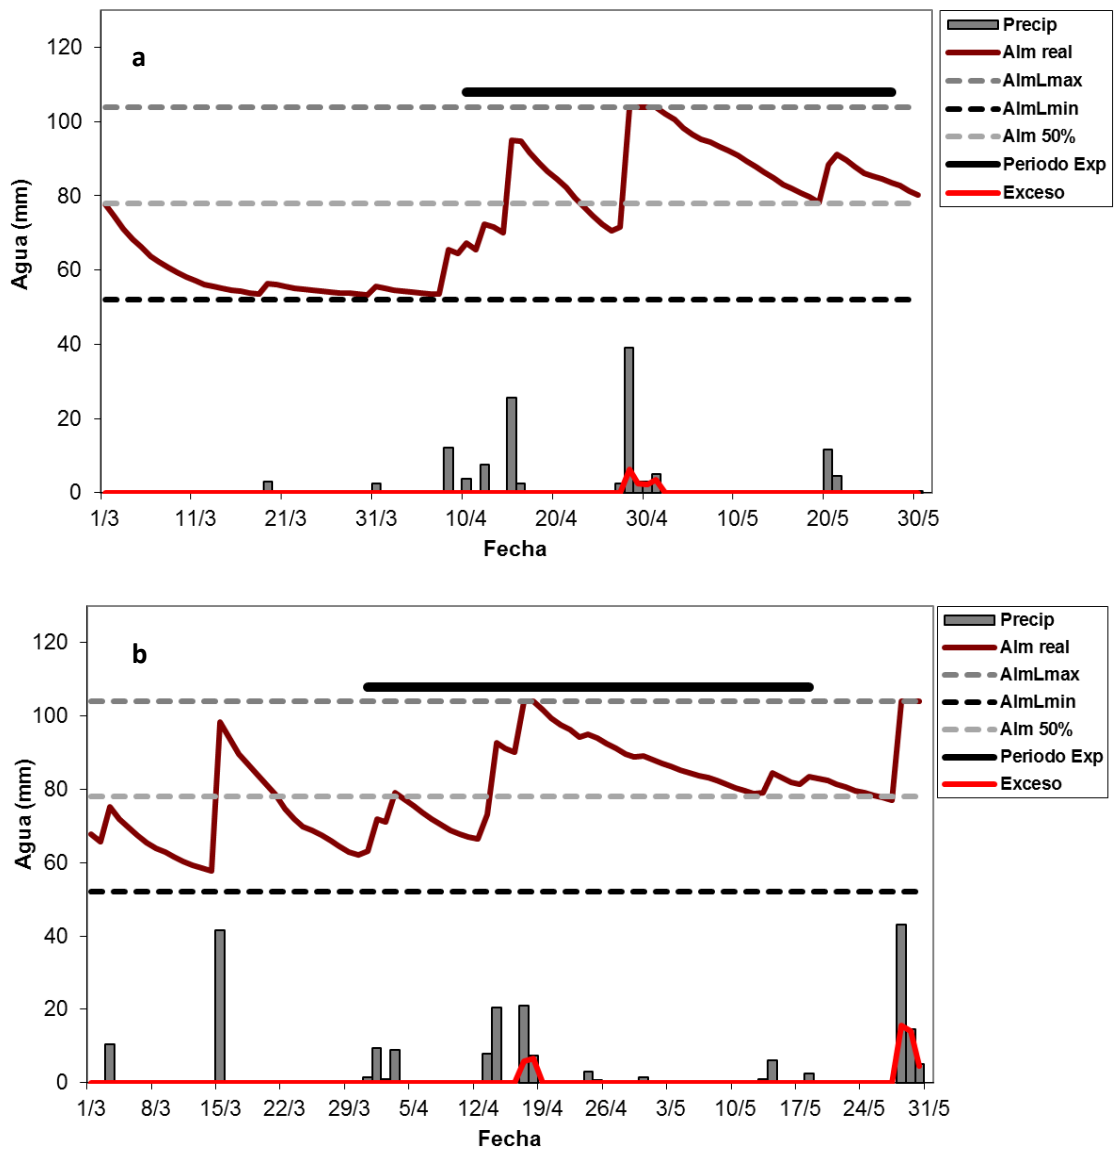 a
Agua (mm)
120
100
80
60
40
20
0
1/3 11/3 21/3 31/3 10/4 20/4 30/4 10/5 20/5 30/5
Fecha
Precip
Alm real
AlmLmax
AlmLmin
Alm 50%
Periodo Exp
Exceso
b
Agua (mm)
120
100
80
60
40
20
0
1/3 8/3 15/3 22/3 29/3 5/4 12/4 19/4 26/4 3/5 10/5 17/5 24/5 31/5
Fecha
Precip
Alm real
AlmLmax
AlmLmin
Alm 50%
Periodo Exp
Exceso